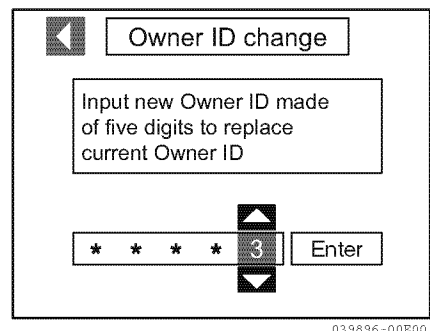 Owner ID change
Input new Owner ID made
of five digits to replace
current Owner ID
* * * * 3 Enter
039896-00E00